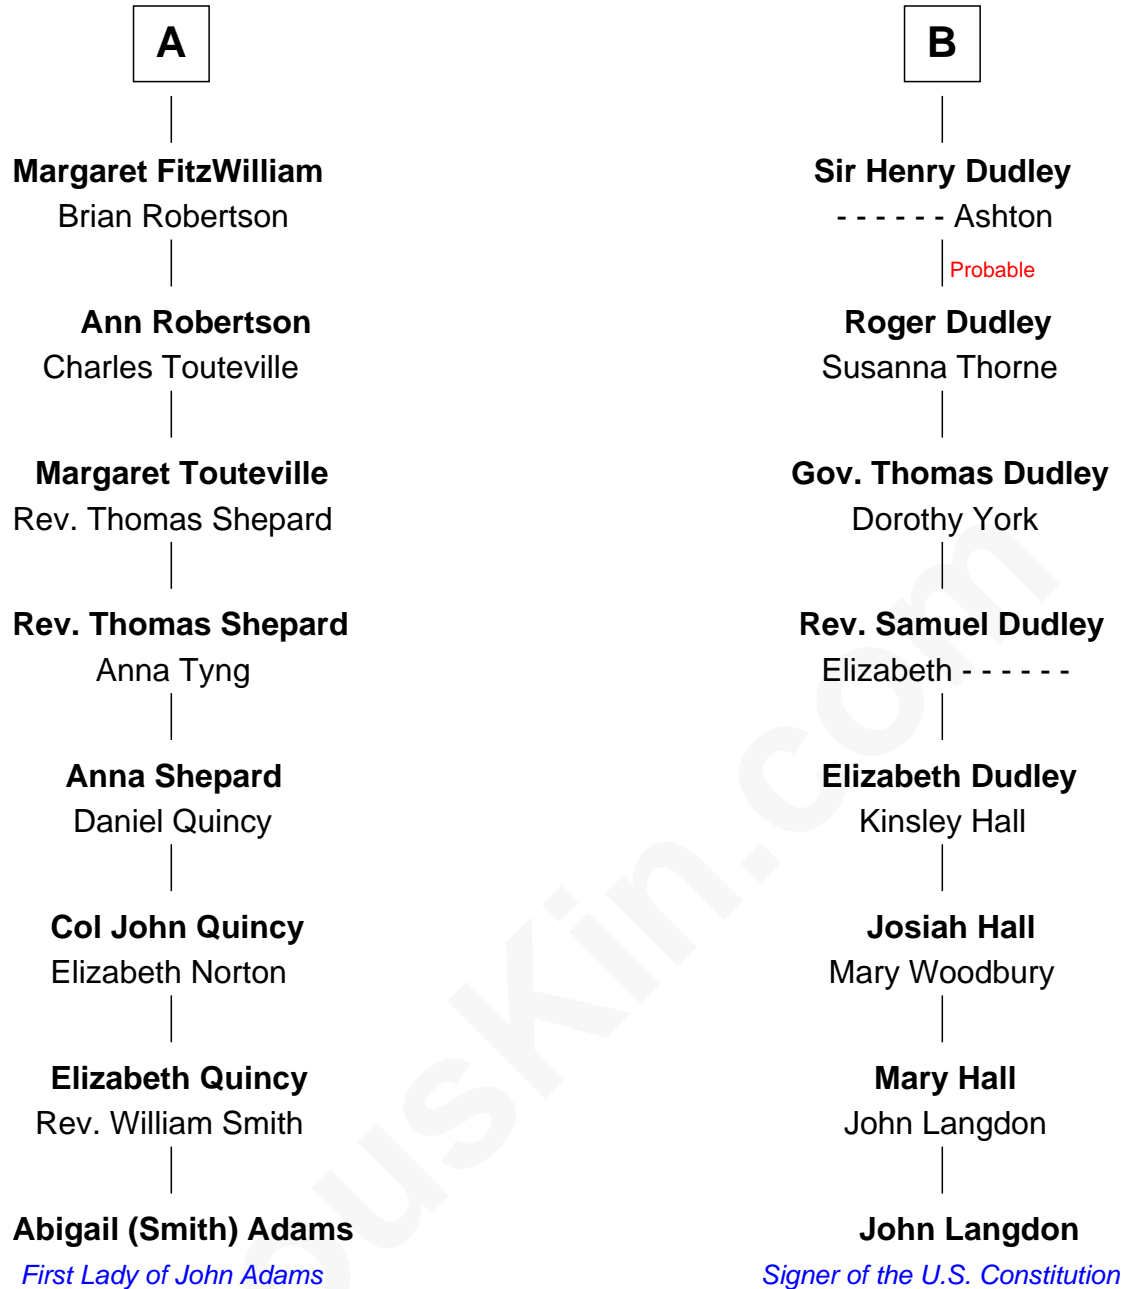 A
Margaret FitzWilliam
Brian Robertson
Ann Robertson
Charles Touteville
Margaret Touteville
Rev. Thomas Shepard
Rev. Thomas Shepard
Anna Tyng
Anna Shepard
Daniel Quincy
Col John Quincy
Elizabeth Norton
Elizabeth Quincy
Rev. William Smith
Abigail (Smith) Adams
First Lady of John Adams
B
Sir Henry Dudley
- - - - - - Ashton
Probable
Roger Dudley
Susanna Thorne
Gov. Thomas Dudley
Dorothy York
Rev. Samuel Dudley
Elizabeth - - - - - -
Elizabeth Dudley
Kinsley Hall
Josiah Hall
Mary Woodbury
Mary Hall
John Langdon
John Langdon
Signer of the U.S. Constitution
ousKin.com